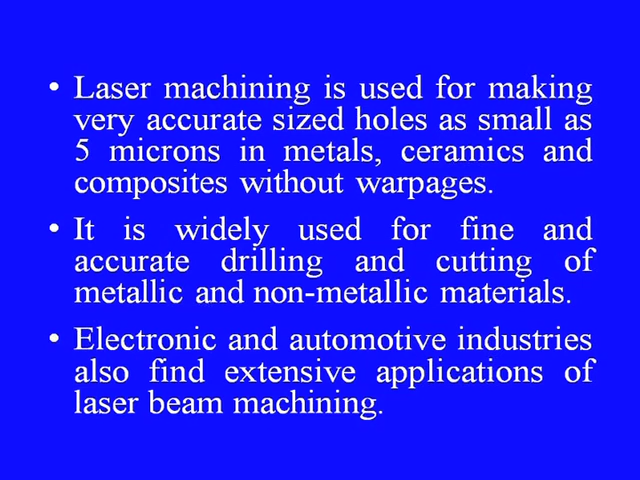 • Laser machining is used for making
very accurate sized holes as small as
5 microns in metals, ceramics and
composites without warpages.
• It is widely used for fine and
accurate drilling and cutting of
metallic and non-metallic materials.
• Electronic and automotive industries
also find extensive applications of
laser beam machining.